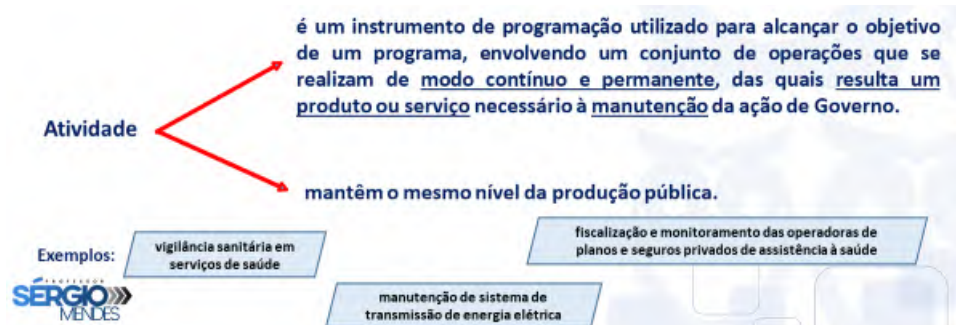 é um instrumento de programação utilizado para alcançar o objetivo
de um programa, envolvendo um conjunto de operações que se
realizam de modo contínuo e permanente, das quais resulta um
produto ou serviço necessário à manutenção da ação de Governo.
Atividade
mantêm o mesmo nível da produção pública.
Exemplos:
vigilância sanitária em
serviços de saúde
fiscalização e monitoramento das operadoras de
planos e seguros privados de assistência à saúde
manutenção de sistema de
transmissão de energia elétrica
PROFESSOR
SÉRGIO
MENDES